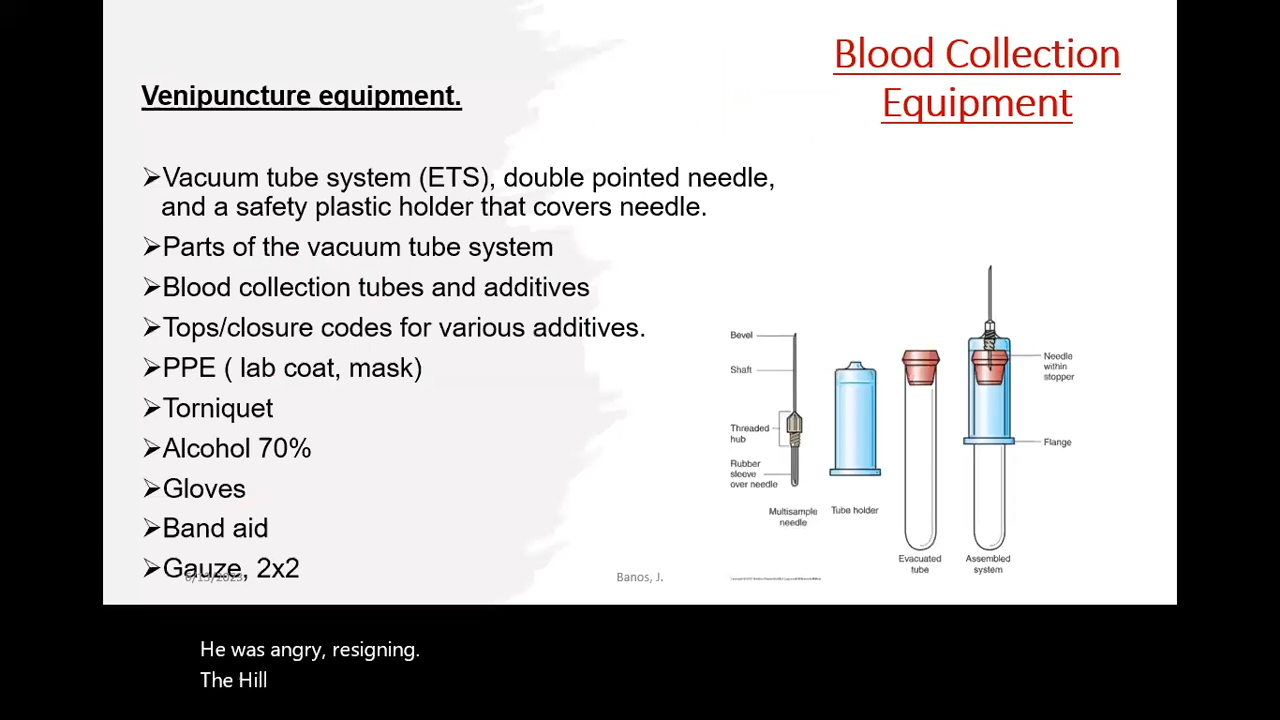 Blood Collection
Equipment
Venipuncture equipment.
➢Vacuum tube system (ETS), double pointed needle,
and a safety plastic holder that covers needle.
➢Parts of the vacuum tube system
➢Blood collection tubes and additives
➢Tops/closure codes for various additives.
➢PPE ( lab coat, mask)
➢Torniquet
➢Alcohol 70%
➢Gloves
➢Band aid
➢Gauze, 2x2
Bevel
Shaft
Threaded
hub
Rubber
sleeve
over needle
Multisample
needle
Tube holder
Evacuated
tube
Assembled
system
Needle
within
stopper
Flange
Banos, J.
He was angry, resigning.
The Hill